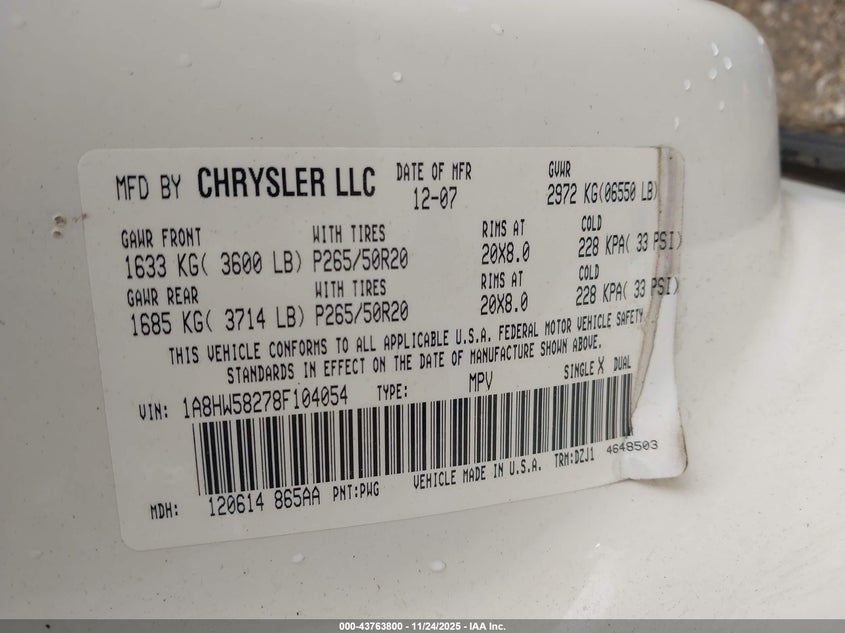 MFD BY CHRYSLER LLC DATE OF MFR 12-07 GVWR 2972 KG(06550 LB)
GAWR FRONT WITH TIRES RIMS AT COLD
1633 KG( 3600 LB) P265/50R20 20X8.0 228 KPA( 33 PSI)
GAWR REAR WITH TIRES RIMS AT COLD
1685 KG( 3714 LB) P265/50R20 20X8.0 228 KPA( 33 PSI)
THIS VEHICLE CONFORMS TO ALL APPLICABLE U.S.A. FEDERAL MOTOR VEHICLE SAFETY
STANDARDS IN EFFECT ON THE DATE OF MANUFACTURE SHOWN ABOVE.
VIN: 1A8HW58278F104054 TYPE: MPV SINGLE X DUAL
MDH: 120614 865AA PNT:PWG VEHICLE MADE IN U.S.A. TRM:DZJ1 4648503
000-43763800 - 11/24/2025 - IAA Inc.